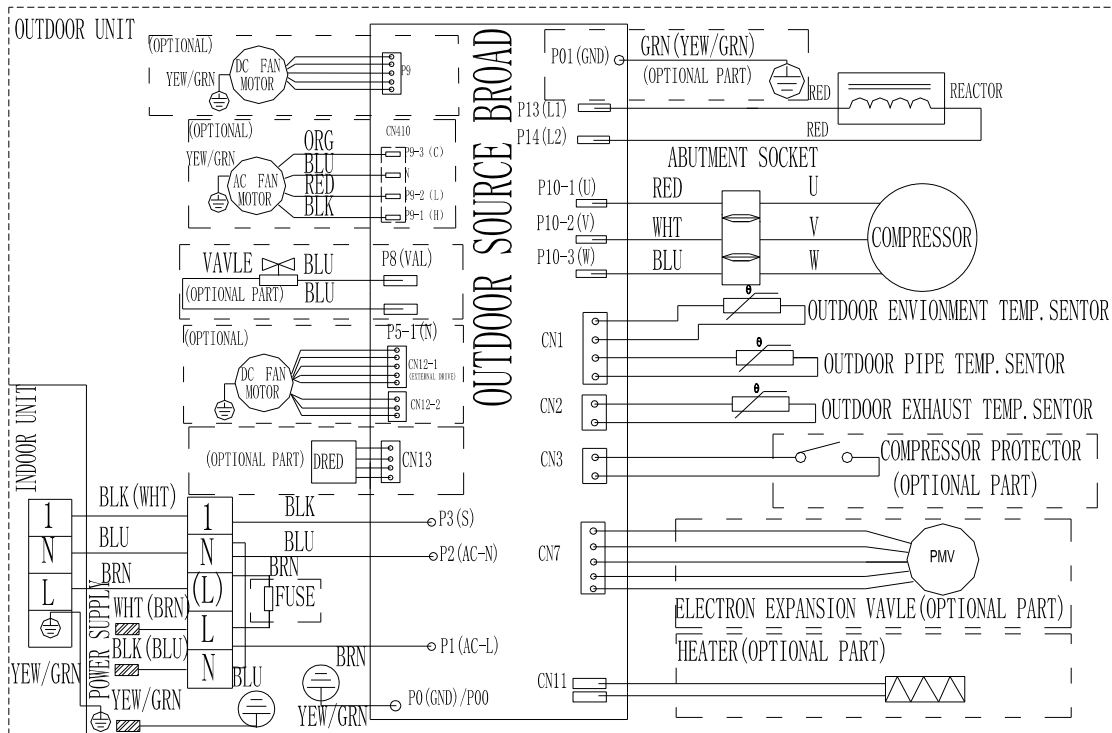 OUTDOOR UNIT
(OPTIONAL)
YEW/GRN
DC FAN
MOTOR
P9
(OPTIONAL)
YEW/GRN
AC FAN
MOTOR
ORG
BLU
RED
BLK
CN410
P9-3 (C)
N
P9-2 (L)
P9-1 (H)
VAVLE
BLU
(OPTIONAL PART)
BLU
P8(VAL)
P5-1(N)
(OPTIONAL)
DC FAN
MOTOR
CN12-1
(EXTERNAL DRIVE)
CN12-2
(OPTIONAL PART)
DRED
CN13
INDOOR UNIT
1
N
L
BLK(WHT)
BLU
BRN
WHT(BRN)
BLK(BLU)
YEW/GRN
YEW/GRN
POWER SUPPLY
1
N
(L)
L
N
BLK
BLU
BRN
FUSE
BLU
BRN
YEW/GRN
P3(S)
P2(AC-N)
P1(AC-L)
P0(GND)/P00
OUTDOOR SOURCE BROAD
P01(GND)
GRN(YEW/GRN)
(OPTIONAL PART)
P13(L1)
RED
REACTOR
P14(L2)
RED
ABUTMENT SOCKET
P10-1(U)
RED
U
P10-2(V)
WHT
V
P10-3(W)
BLU
W
COMPRESSOR
CN1
θ
OUTDOOR ENVIONMENT TEMP.SENTOR
θ
OUTDOOR PIPE TEMP.SENTOR
CN2
θ
OUTDOOR EXHAUST TEMP.SENTOR
CN3
COMPRESSOR PROTECTOR
(OPTIONAL PART)
CN7
PMV
ELECTRON EXPANSION VAVLE(OPTIONAL PART)
HEATER(OPTIONAL PART)
CN11